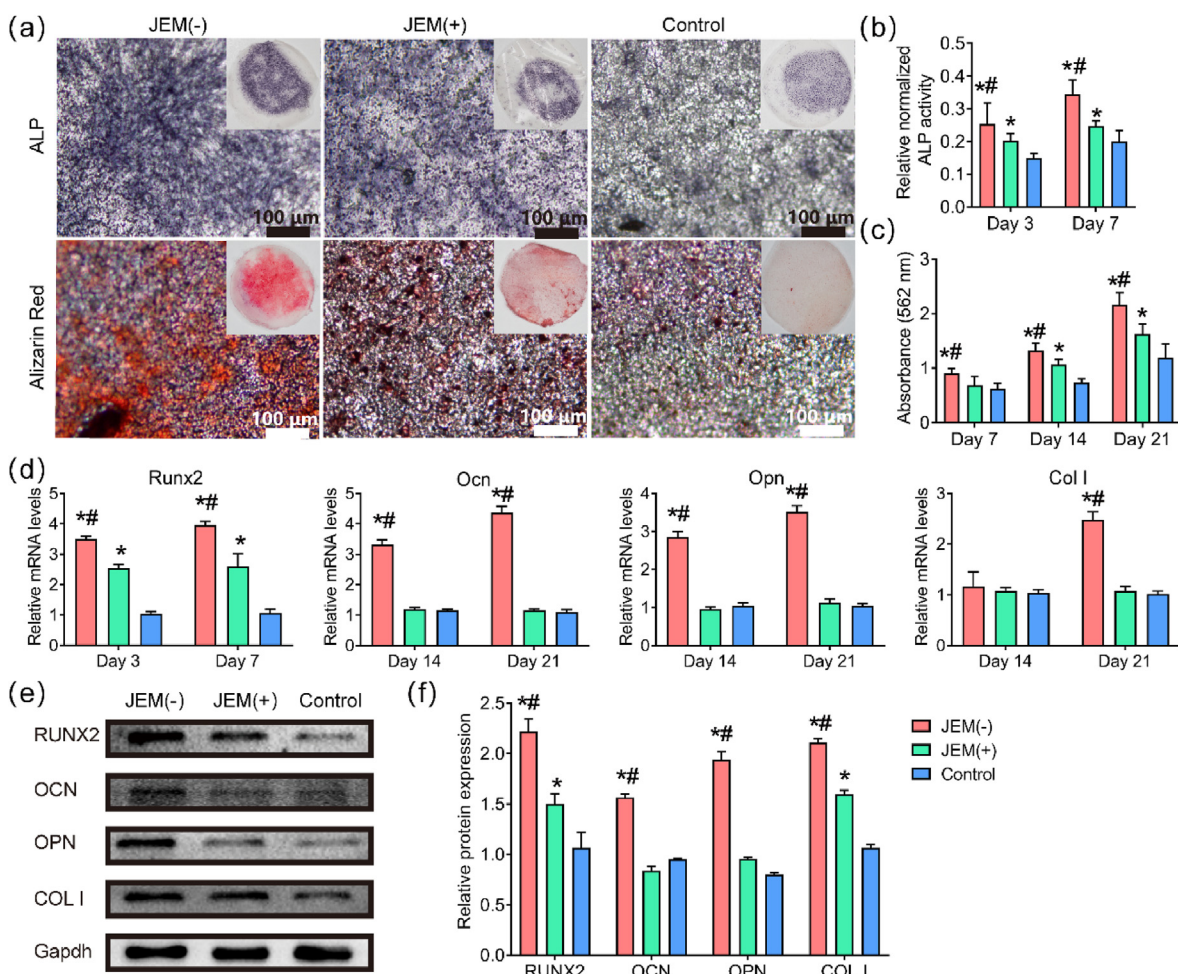 (a)
JEM(-) JEM(+) Control
ALP
100 μm 100 μm 100 μm
Alizarin Red
100 μm 100 μm 100 μm
(b)
Relative normalized
ALP activity
0.5
0.4
0.3
0.2
0.1
0.0
*# * *# *
Day 3 Day 7
(c)
Absorbance (562 nm)
3
2
1
0
*# *# * *# *
Day 7 Day 14 Day 21
(d)
Runx2
Relative mRNA levels
5
4
3
2
1
0
*# * *# *
Day 3 Day 7
Ocn
Relative mRNA levels
5
4
3
2
1
0
*# *#
Day 14 Day 21
Opn
Relative mRNA levels
4
3
2
1
0
*# *#
Day 14 Day 21
Col I
Relative mRNA levels
3
2
1
0
*#
Day 14 Day 21
(e)
JEM(-) JEM(+) Control
RUNX2
OCN
OPN
COL I
Gapdh
(f)
Relative protein expression
2.5
2.0
1.5
1.0
0.5
0.0
*# * *# *# *# *
RUNX2 OCN OPN COL I
JEM(-)
JEM(+)
Control